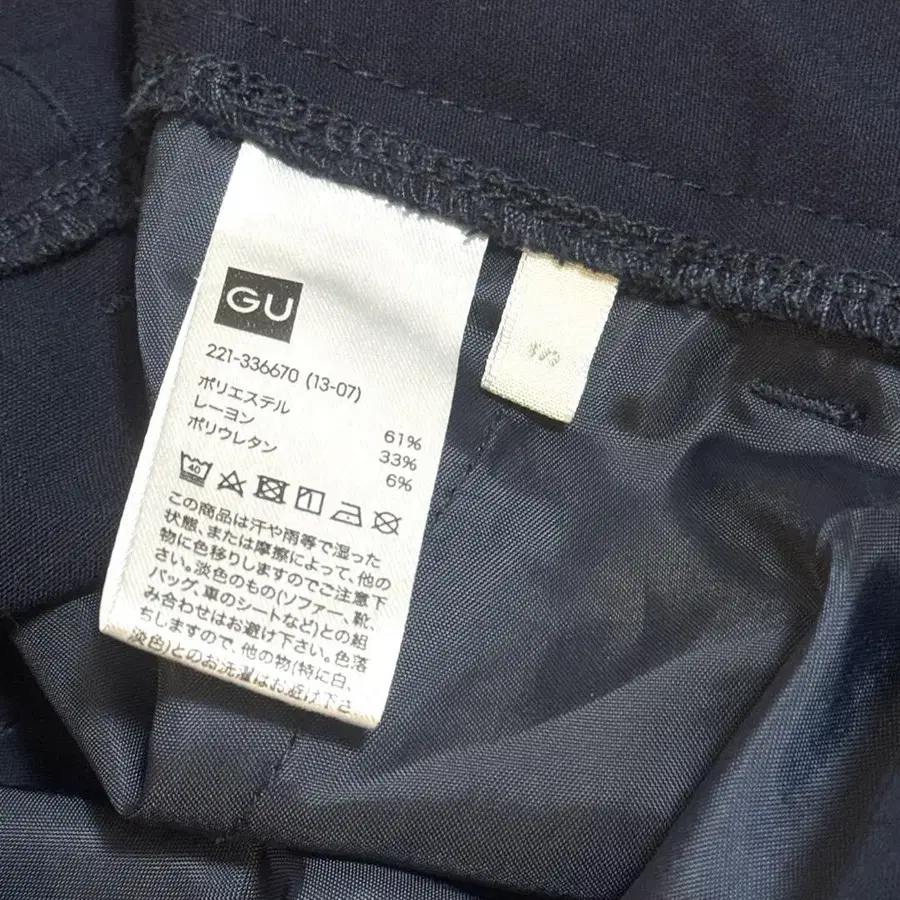 GU
221-336670 (13-07)
ポリエステル 61%
レーヨン 33%
ポリウレタン 6%
40
この商品は汗や雨等で湿った
状態、または摩擦によって、他の
物に色移りしますのでご注意下
さい。淡色のもの(ソファー、靴、
バッグ、車のシートなど)との組
み合わせはお避け下さい。色落
ちしますので、他の物(特に白、
淡色)とのお洗濯はお避け下さ